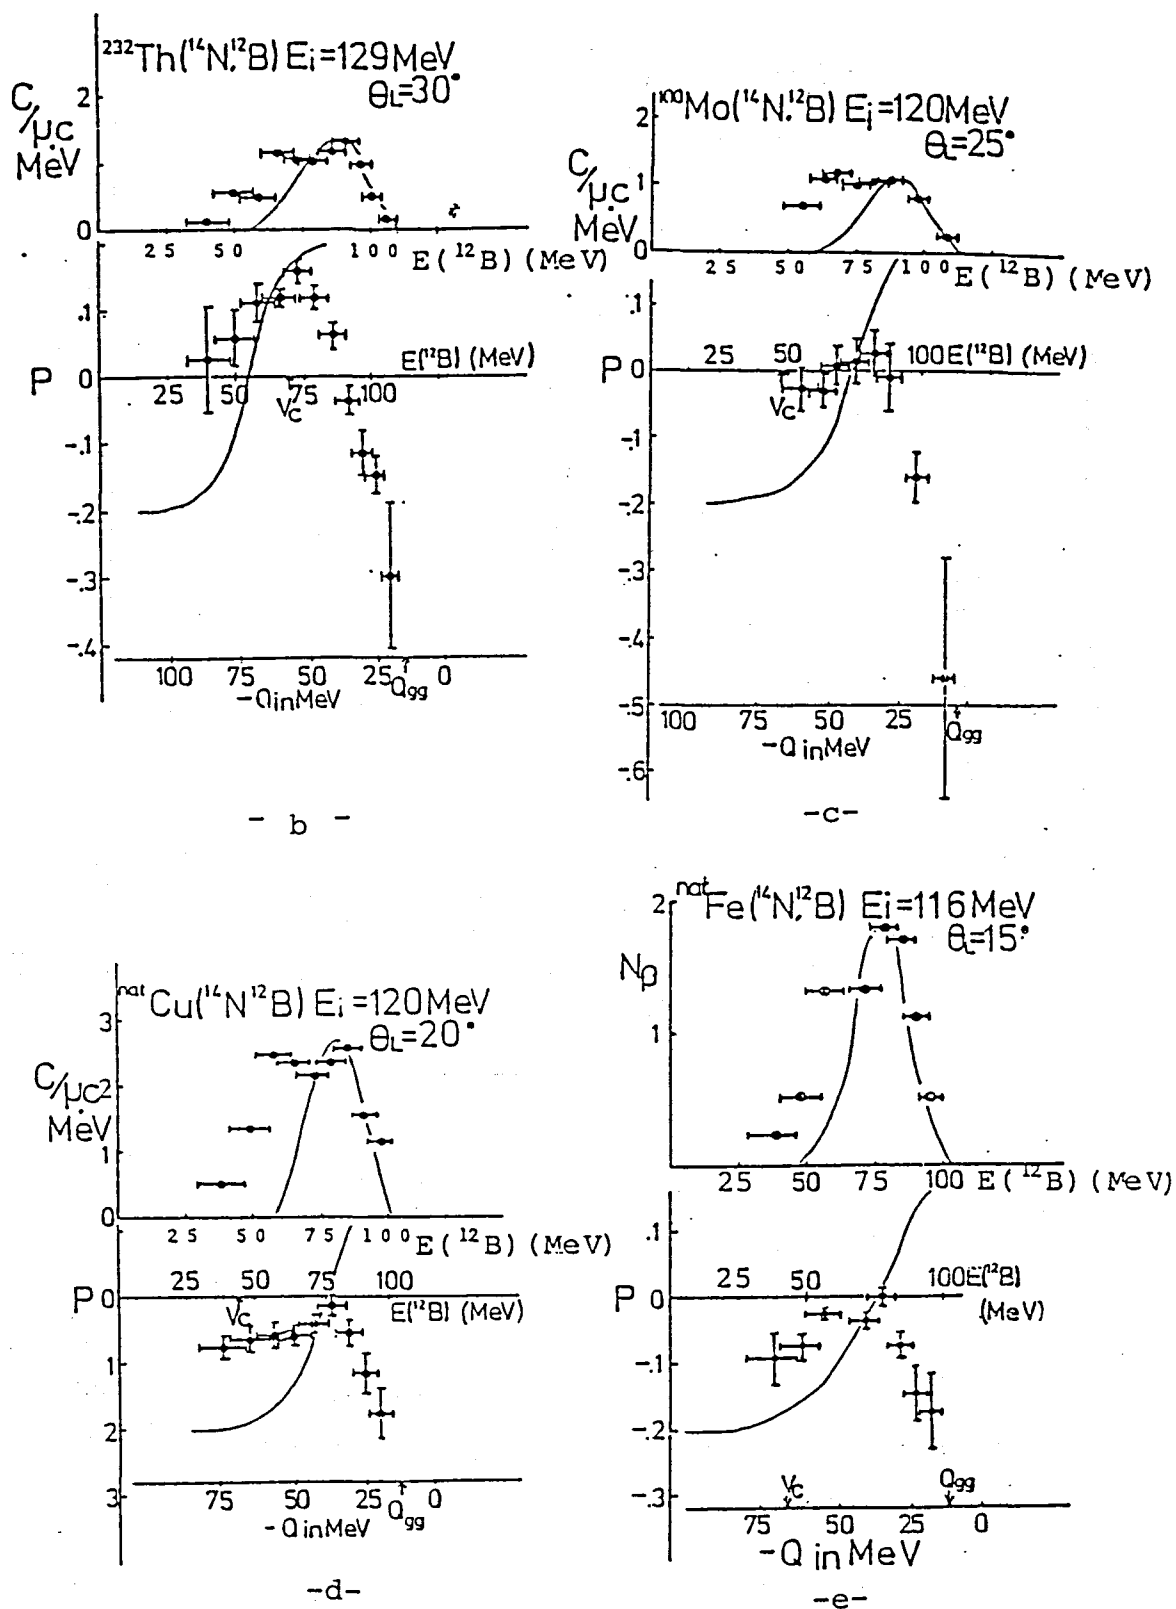 ²³²Th(¹⁴N,¹²B) Ei=129MeV
θL=30°
C/μc
MeV
2
1
0
25 50 100 E(¹²B) (MeV)
.1
P 0
-.1
-.2
-.3
-.4
E(¹²B) (MeV)
25 50 75 100
Vc
100 75 50 25 Qgg 0
-Q in MeV
- b -
¹⁰⁰Mo(¹⁴N,¹²B) Ei=120MeV
θL=25°
C/μc
MeV
2
1
0
25 50 75 100 E(¹²B) (MeV)
.1
P 0
-.1
-.2
-.3
-.4
-.5
-.6
25 50 100 E(¹²B) (MeV)
Vc
100 75 50 25 Qgg
-Q in MeV
-c-
natCu(¹⁴N¹²B) Ei=120MeV
θL=20°
C/μc
MeV
3
2
1
0
25 50 75 100 E(¹²B) (MeV)
25 50 75 100
P 0
1
2
3
Vc
E(¹²B) (MeV)
75 50 25 Qgg 0
-Q in MeV
-d-
natFe(¹⁴N,¹²B) Ei=116MeV
θL=15°
Nβ
2
1
25 50 75 100 E(¹²B) (MeV)
.1
P 0
-.1
-.2
-.3
25 50 100E(¹²B)
(MeV)
Vc Qgg
75 50 25 0
-Q in MeV
-e-